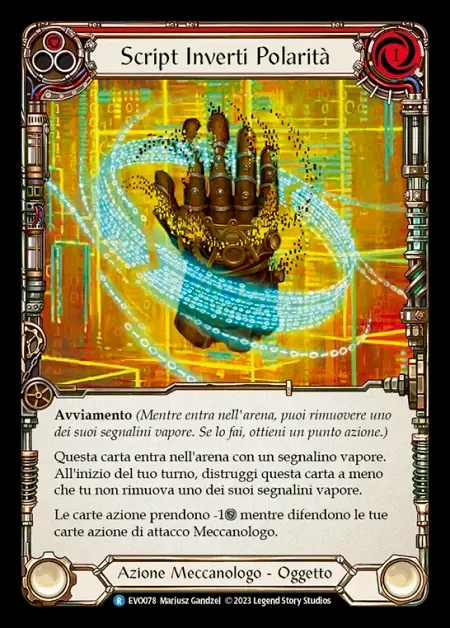 Script Inverti Polarità
1
Avviamento (Mentre entra nell'arena, puoi rimuovere uno
dei suoi segnalini vapore. Se lo fai, ottieni un punto azione.)
Questa carta entra nell'arena con un segnalino vapore.
All'inizio del tuo turno, distruggi questa carta a meno
che tu non rimuova uno dei suoi segnalini vapore.
Le carte azione prendono -1 mentre difendono le tue
carte azione di attacco Meccanologo.
Azione Meccanologo - Oggetto
R EVO078 Mariusz Gandzel ©2023 Legend Story Studios